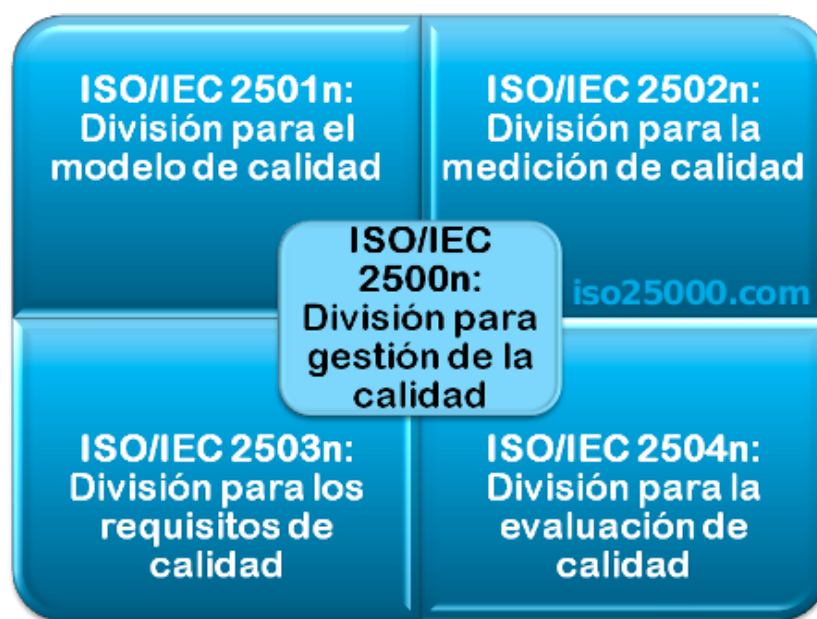 ISO/IEC 2501n:
División para el
modelo de calidad
ISO/IEC 2502n:
División para la
medición de calidad
ISO/IEC
2500n:
División para
gestión de la
calidad
iso25000.com
ISO/IEC 2503n:
División para los
requisitos de
calidad
ISO/IEC 2504n:
División para la
evaluación de
calidad